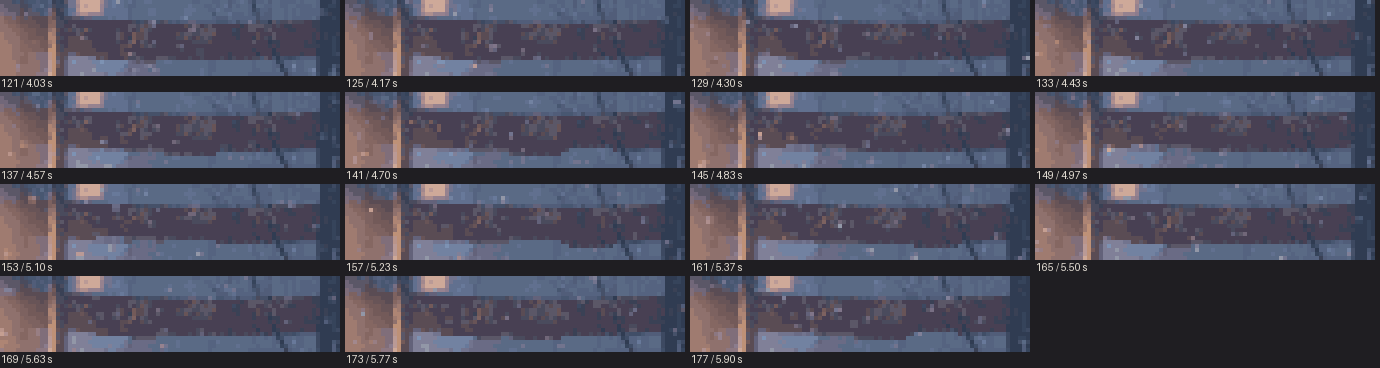 121 / 4.03 s
125 / 4.17 s
129 / 4.30 s
133 / 4.43 s
137 / 4.57 s
141 / 4.70 s
145 / 4.83 s
149 / 4.97 s
153 / 5.10 s
157 / 5.23 s
161 / 5.37 s
165 / 5.50 s
169 / 5.63 s
173 / 5.77 s
177 / 5.90 s